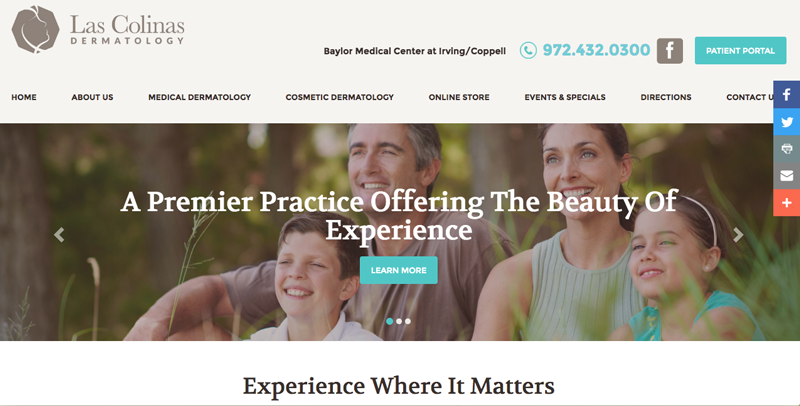 Las Colinas
DERMATOLOGY
Baylor Medical Center at Irving/Coppell
972.432.0300
f
PATIENT PORTAL
HOME
ABOUT US
MEDICAL DERMATOLOGY
COSMETIC DERMATOLOGY
ONLINE STORE
EVENTS & SPECIALS
DIRECTIONS
CONTACT U
f
A Premier Practice Offering The Beauty Of
Experience
LEARN MORE
Experience Where It Matters